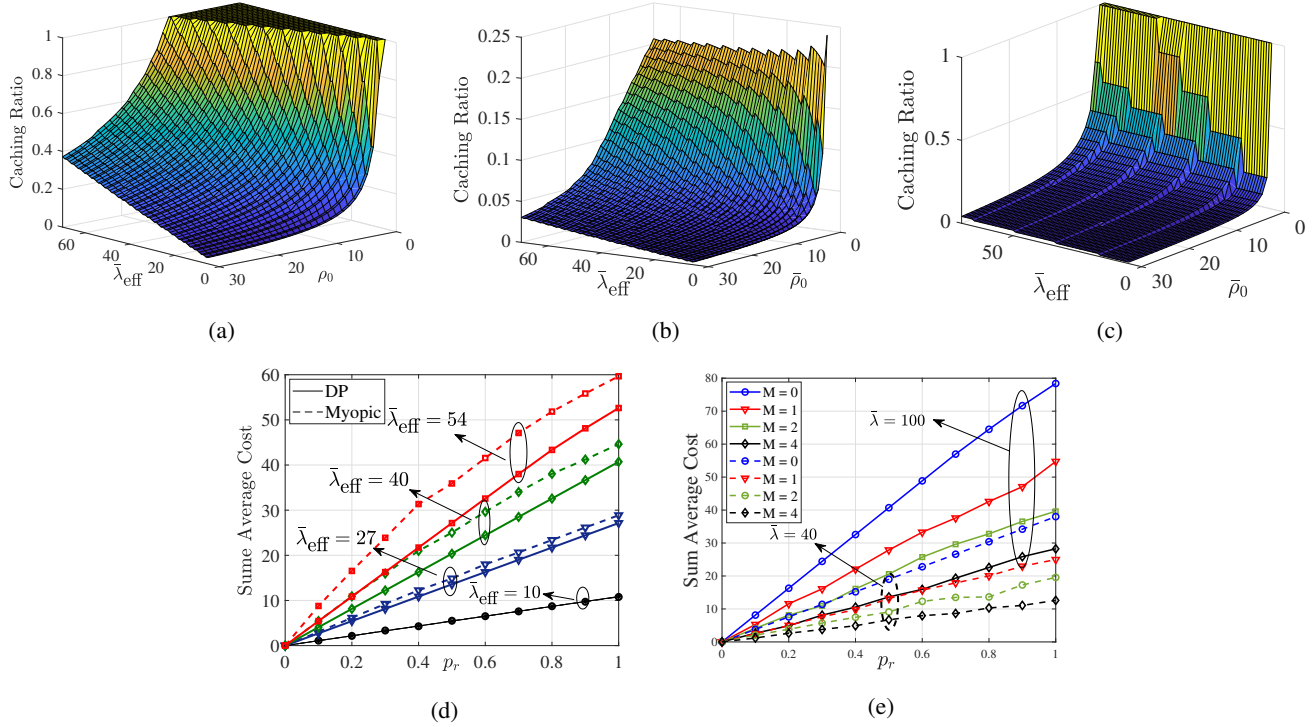 1
0.8
0.6
0.4
0.2
0
Caching Ratio
60
40
20
0
λ̄eff
30
20
10
0
ρ0
(a)
0.25
0.2
0.15
0.1
0.05
0
Caching Ratio
60
40
20
0
λ̄eff
30
20
10
0
ρ̄0
(b)
1
0.5
0
Caching Ratio
50
0
λ̄eff
30
20
10
0
ρ̄0
(c)
60
50
40
30
20
10
0
Sume Average Cost
DP
Myopic
λ̄eff = 54
λ̄eff = 40
λ̄eff = 27
λ̄eff = 10
0
0.2
0.4
0.6
0.8
1
pr
(d)
80
70
60
50
40
30
20
10
0
Sum Average Cost
M = 0
M = 1
M = 2
M = 4
M = 0
M = 1
M = 2
M = 4
λ̄ = 100
λ̄ = 40
0
0.2
0.4
0.6
0.8
1
pr
(e)